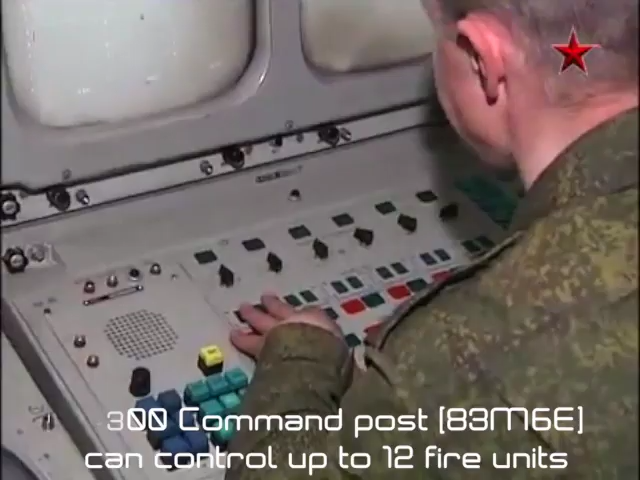 300 Command post [83M6E]
can control up to 12 fire units